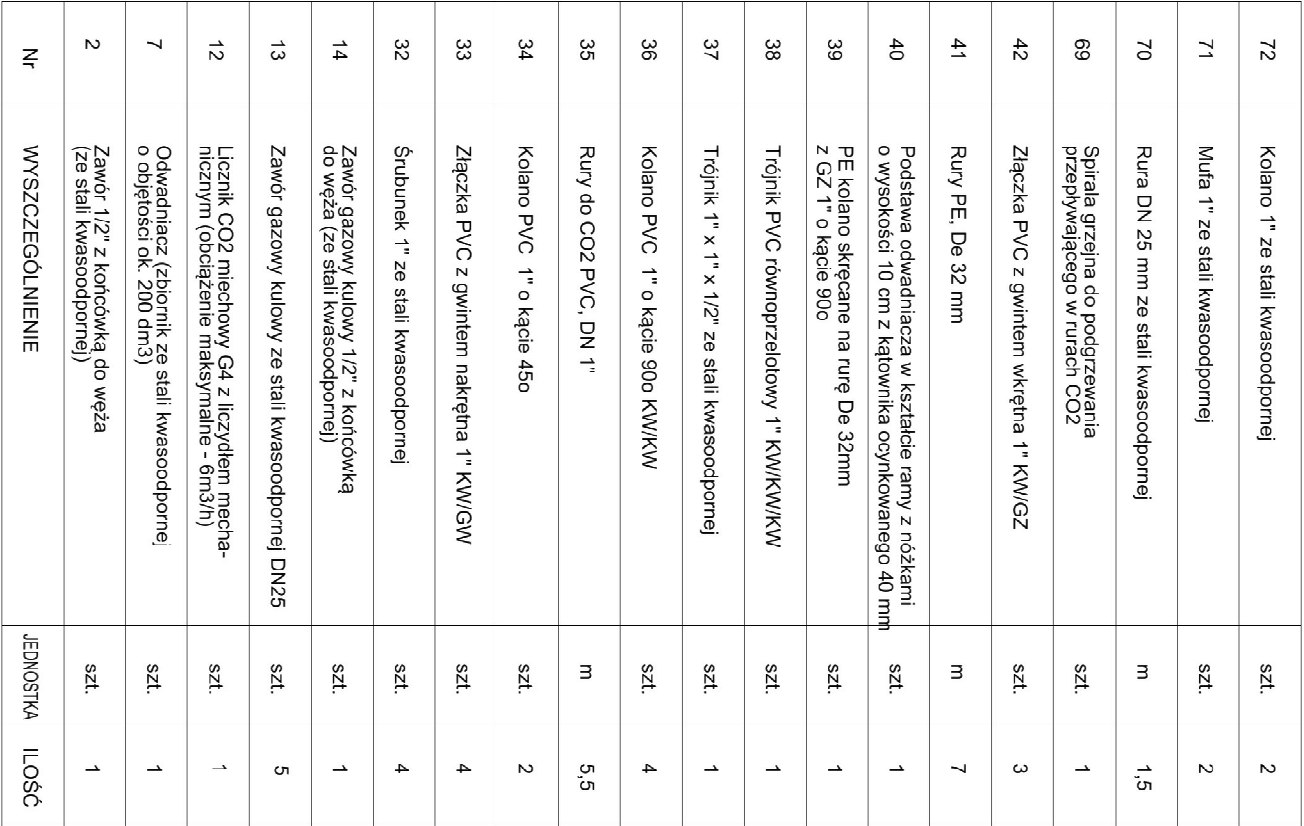 Nr WYSZCZEGÓLNIENIE JEDNOSTKA ILOŚĆ
2 Zawór 1/2" z końcówką do węża szt. 1
(ze stali kwasoodpornej)
7 Odwadniacz (zbiornik ze stali kwasoodpornej szt. 1
o objętości ok. 200 dm3)
12 Licznik CO2 miechowy G4 z liczydłem mecha- szt. 1
nicznym (obciążenie maksymalne - 6m3/h)
13 Zawór gazowy kulowy ze stali kwasoodpornej DN25 szt. 5
14 Zawór gazowy kulowy 1/2" z końcówką szt. 1
do węża (ze stali kwasoodpornej)
32 Śrubunek 1" ze stali kwasoodpornej szt. 4
33 Złączka PVC z gwintem nakrętna 1" KW/GW szt. 4
34 Kolano PVC 1" o kącie 45o szt. 2
35 Rury do CO2 PVC, DN 1" m 5,5
36 Kolano PVC 1" o kącie 90o KW/KW szt. 4
37 Trójnik 1" x 1" x 1/2" ze stali kwasoodpornej szt. 1
38 Trójnik PVC równoprzelotowy 1" KW/KW/KW szt. 1
39 PE kolano skręcane na rurę De 32mm szt. 1
z GZ 1" o kącie 90o
40 Podstawa odwadniacza w kształcie ramy z nóżkami szt. 1
o wysokości 10 cm z kątownika ocynkowanego 40 mm
41 Rury PE, De 32 mm m 7
42 Złączka PVC z gwintem wkrętna 1" KW/GZ szt. 3
69 Spirala grzejna do podgrzewania szt. 1
przepływającego w rurach CO2
70 Rura DN 25 mm ze stali kwasoodpornej m 1,5
71 Mufa 1" ze stali kwasoodpornej szt. 2
72 Kolano 1" ze stali kwasoodpornej szt. 2